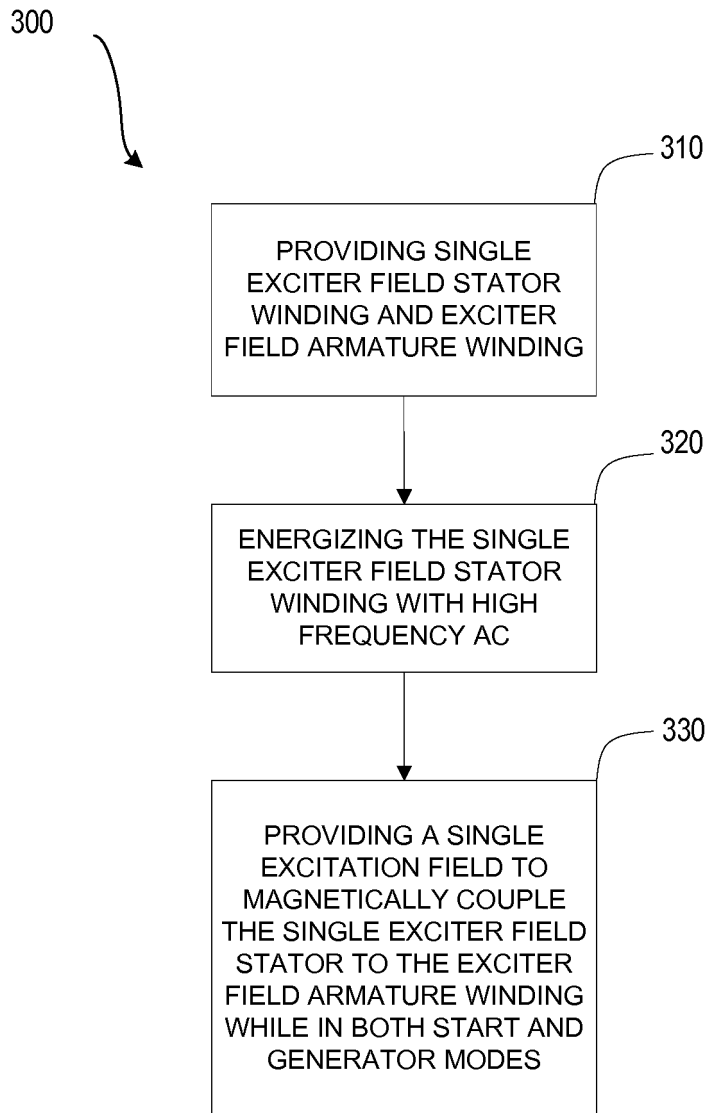 300
310
PROVIDING SINGLE
EXCITER FIELD STATOR
WINDING AND EXCITER
FIELD ARMATURE WINDING
320
ENERGIZING THE SINGLE
EXCITER FIELD STATOR
WINDING WITH HIGH
FREQUENCY AC
330
PROVIDING A SINGLE
EXCITATION FIELD TO
MAGNETICALLY COUPLE
THE SINGLE EXCITER FIELD
STATOR TO THE EXCITER
FIELD ARMATURE WINDING
WHILE IN BOTH START AND
GENERATOR MODES